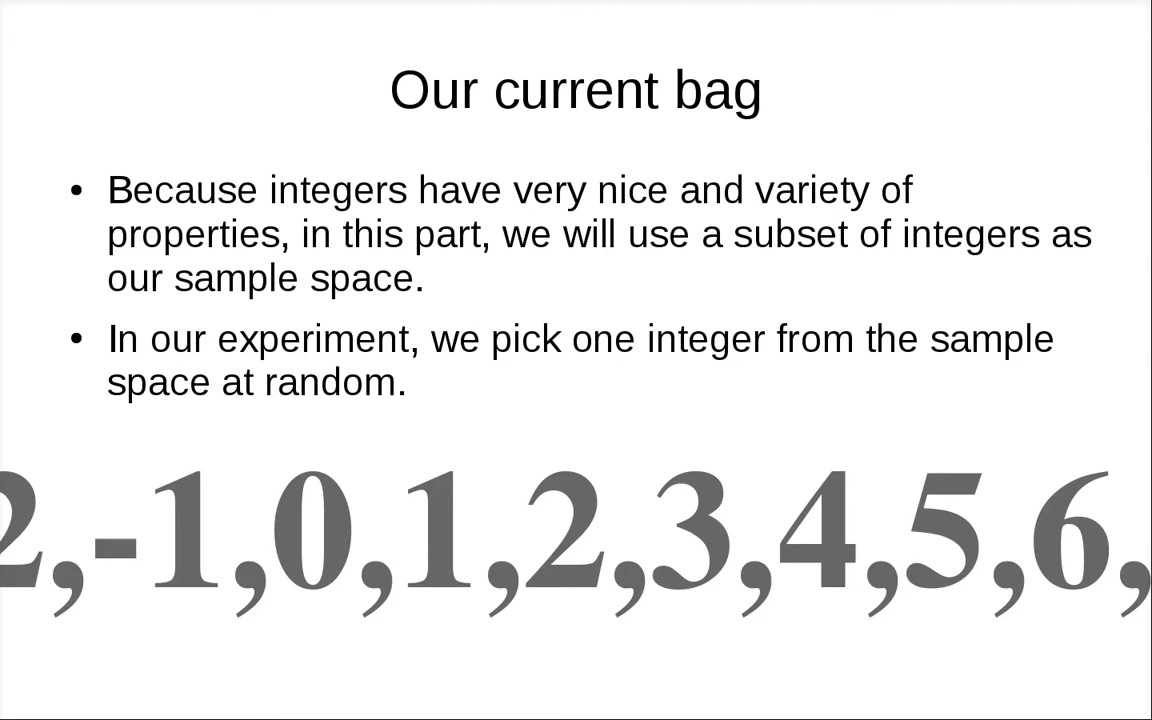 Our current bag
• Because integers have very nice and variety of
properties, in this part, we will use a subset of integers as
our sample space.
• In our experiment, we pick one integer from the sample
space at random.
2,-1,0,1,2,3,4,5,6,